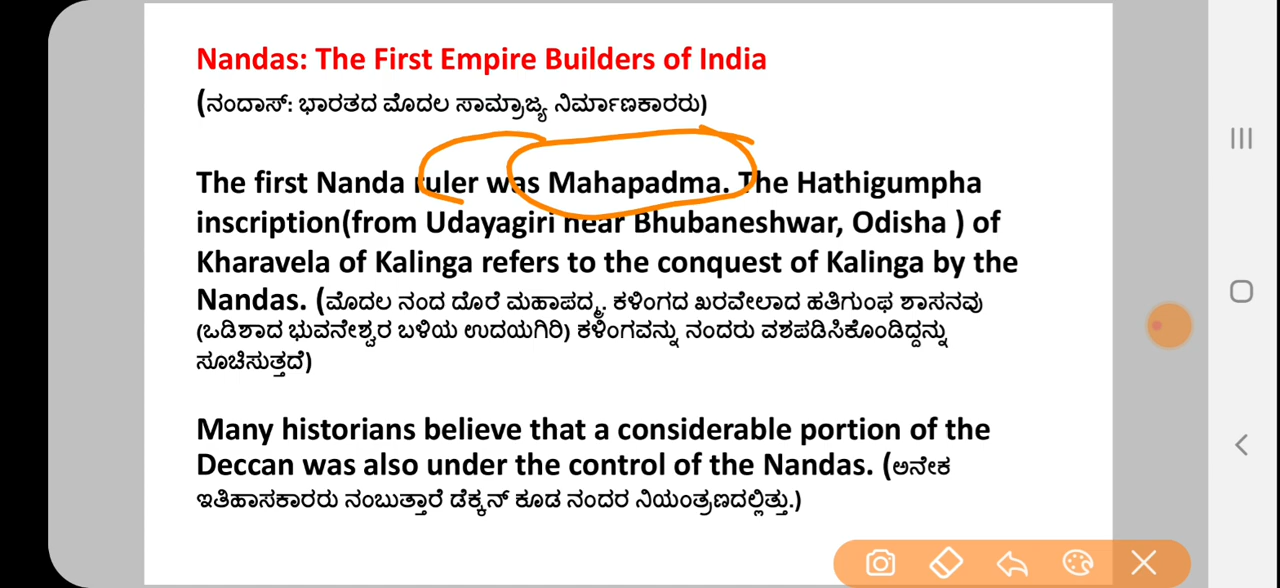 Nandas: The First Empire Builders of India
(ನಂದಾಸ್: ಭಾರತದ ಮೊದಲ ಸಾಮ್ರಾಜ್ಯ ನಿರ್ಮಾಣಕಾರರು)
The first Nanda ruler was Mahapadma. The Hathigumpha
inscription(from Udayagiri near Bhubaneshwar, Odisha ) of
Kharavela of Kalinga refers to the conquest of Kalinga by the
Nandas. (ಮೊದಲ ನಂದ ದೊರೆ ಮಹಾಪದ್ಮ. ಕಳಿಂಗದ ಖರವೇಲಾದ ಹತಿಗುಂಫ ಶಾಸನವು
(ಒಡಿಶಾದ ಭುವನೇಶ್ವರ ಬಳಿಯ ಉದಯಗಿರಿ) ಕಳಿಂಗವನ್ನು ನಂದರು ವಶಪಡಿಸಿಕೊಂಡಿದ್ದನ್ನು
ಸೂಚಿಸುತ್ತದೆ)
Many historians believe that a considerable portion of the
Deccan was also under the control of the Nandas. (ಅನೇಕ
ಇತಿಹಾಸಕಾರರು ನಂಬುತ್ತಾರೆ ಡೆಕ್ಕನ್ ಕೂಡ ನಂದರ ನಿಯಂತ್ರಣದಲ್ಲಿತ್ತು.)